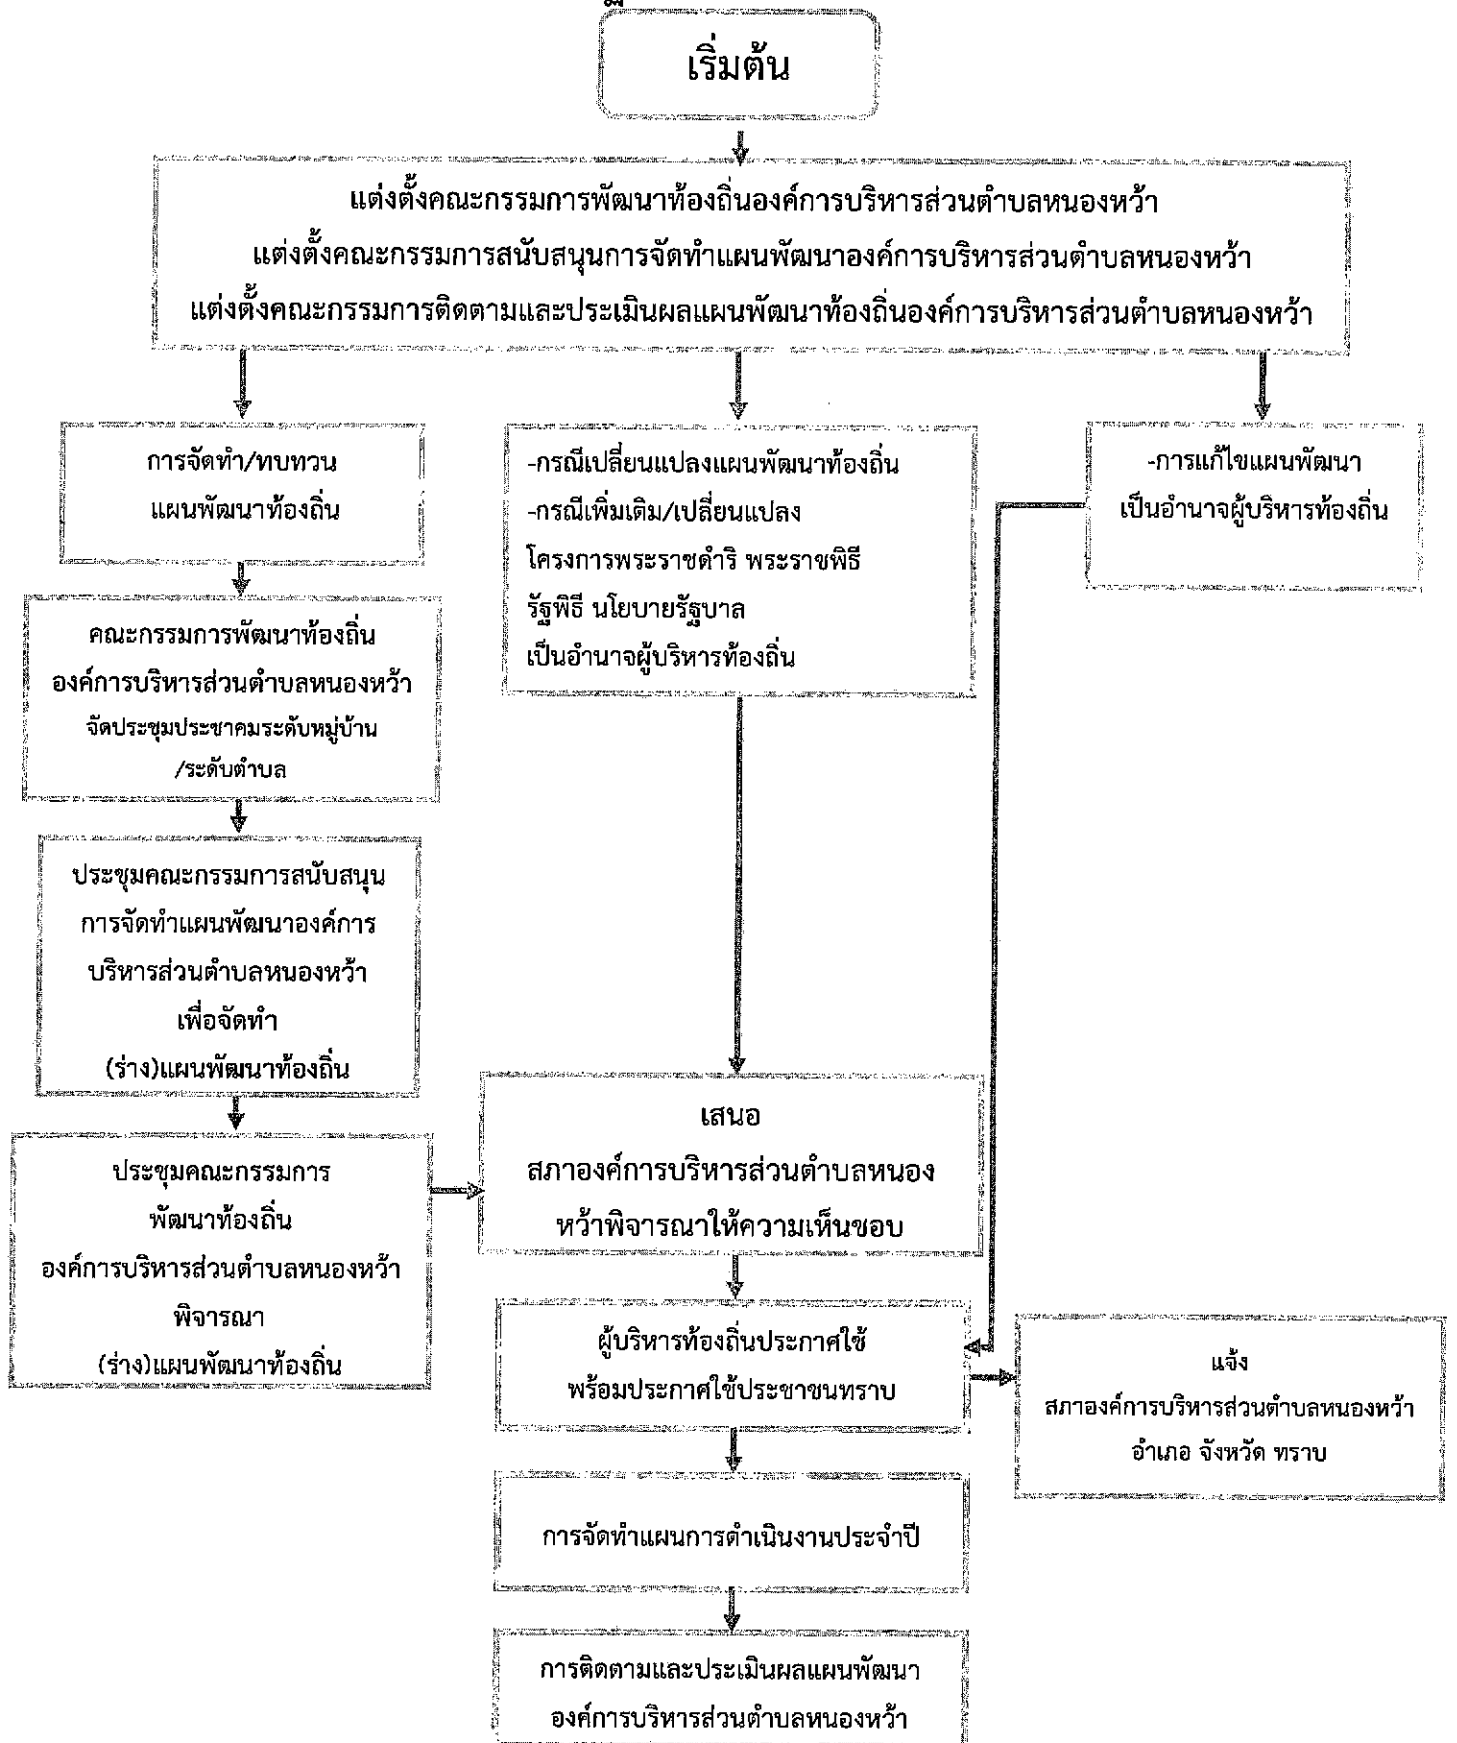 เริ่มต้น
แต่งตั้งคณะกรรมการพัฒนาท้องถิ่นองค์การบริหารส่วนตำบลหนองหว้า
แต่งตั้งคณะกรรมการสนับสนุนการจัดทำแผนพัฒนาองค์การบริหารส่วนตำบลหนองหว้า
แต่งตั้งคณะกรรมการติดตามและประเมินผลแผนพัฒนาท้องถิ่นองค์การบริหารส่วนตำบลหนองหว้า
การจัดทำ/ทบทวน
แผนพัฒนาท้องถิ่น
-กรณีเปลี่ยนแปลงแผนพัฒนาท้องถิ่น
-กรณีเพิ่มเติม/เปลี่ยนแปลง
โครงการพระราชดำริ พระราชพิธี
รัฐพิธี นโยบายรัฐบาล
เป็นอำนาจผู้บริหารท้องถิ่น
-การแก้ไขแผนพัฒนา
เป็นอำนาจผู้บริหารท้องถิ่น
คณะกรรมการพัฒนาท้องถิ่น
องค์การบริหารส่วนตำบลหนองหว้า
จัดประชุมประชาคมระดับหมู่บ้าน
/ระดับตำบล
ประชุมคณะกรรมการสนับสนุน
การจัดทำแผนพัฒนาองค์การ
บริหารส่วนตำบลหนองหว้า
เพื่อจัดทำ
(ร่าง)แผนพัฒนาท้องถิ่น
ประชุมคณะกรรมการ
พัฒนาท้องถิ่น
องค์การบริหารส่วนตำบลหนองหว้า
พิจารณา
(ร่าง)แผนพัฒนาท้องถิ่น
เสนอ
สภาองค์การบริหารส่วนตำบลหนอง
หว้าพิจารณาให้ความเห็นชอบ
ผู้บริหารท้องถิ่นประกาศใช้
พร้อมประกาศใช้ประชาชนทราบ
แจ้ง
สภาองค์การบริหารส่วนตำบลหนองหว้า
อำเภอ จังหวัด ทราบ
การจัดทำแผนการดำเนินงานประจำปี
การติดตามและประเมินผลแผนพัฒนา
องค์การบริหารส่วนตำบลหนองหว้า